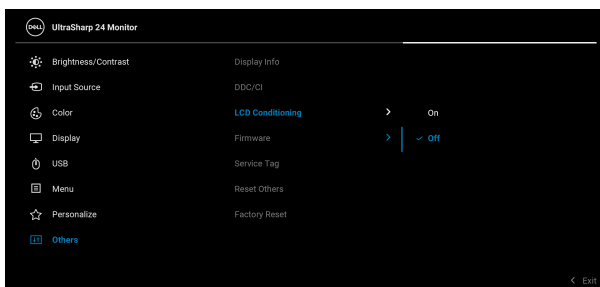 DELL UltraSharp 24 Monitor
Brightness/Contrast
Display Info
Input Source
DDC/CI
Color
LCD Conditioning
On
Display
Firmware
Off
USB
Service Tag
Menu
Reset Others
Personalize
Factory Reset
Others
Exit